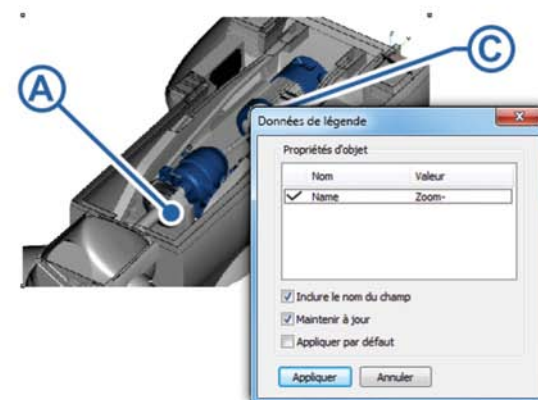 A
C
Données de légende
Propriétés d'objet
Nom Valeur
Name Zoom-
Inclure le nom du champ
Maintenir à jour
Appliquer par défaut
Appliquer Annuler